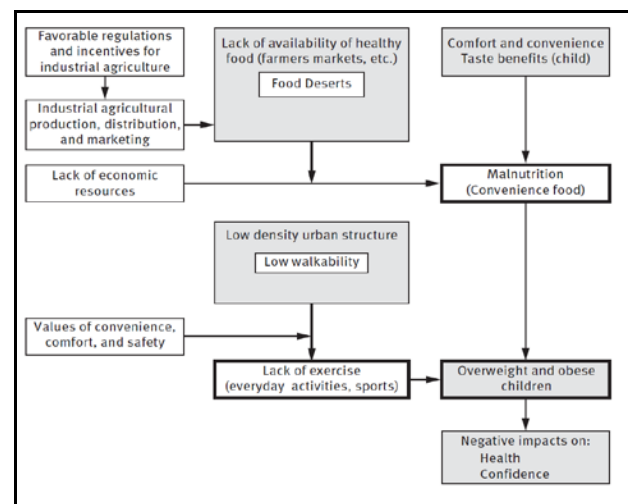 Favorable regulations
and incentives for
industrial agriculture
Lack of availability of healthy
food (farmers markets, etc.)
Food Deserts
Comfort and convenience
Taste benefits (child)
Industrial agricultural
production, distribution,
and marketing
Lack of economic
resources
Malnutrition
(Convenience food)
Low density urban structure
Low walkability
Values of convenience,
comfort, and safety
Lack of exercise
(everyday activities, sports)
Overweight and obese
children
Negative impacts on:
Health
Confidence